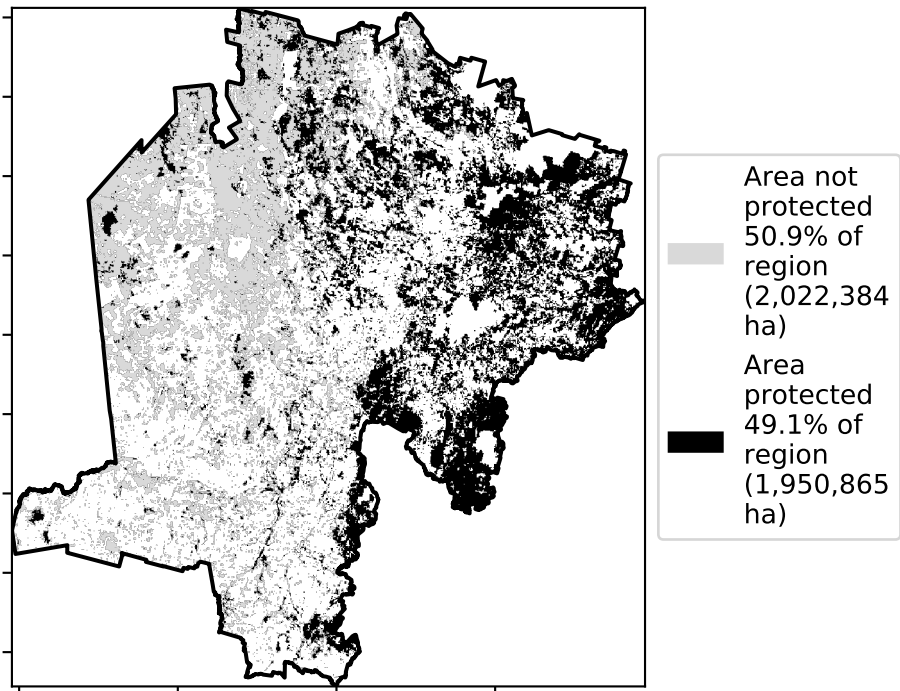 Area not
protected
50.9% of
region
(2,022,384
ha)
Area
protected
49.1% of
region
(1,950,865
ha)